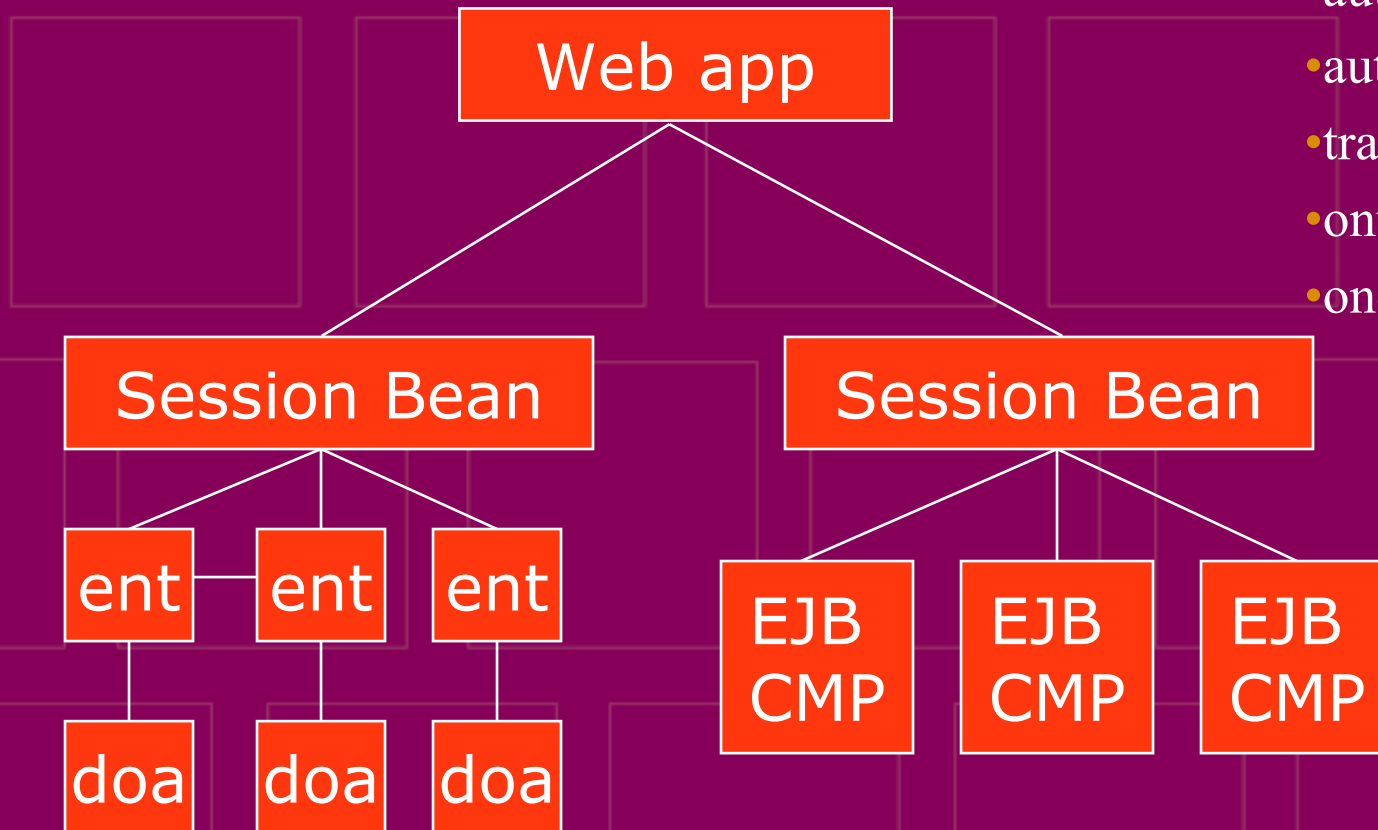 Web app
Session Bean
Session Bean
ent
ent
ent
EJB
CMP
EJB
CMP
EJB
CMP
doa
doa
doa